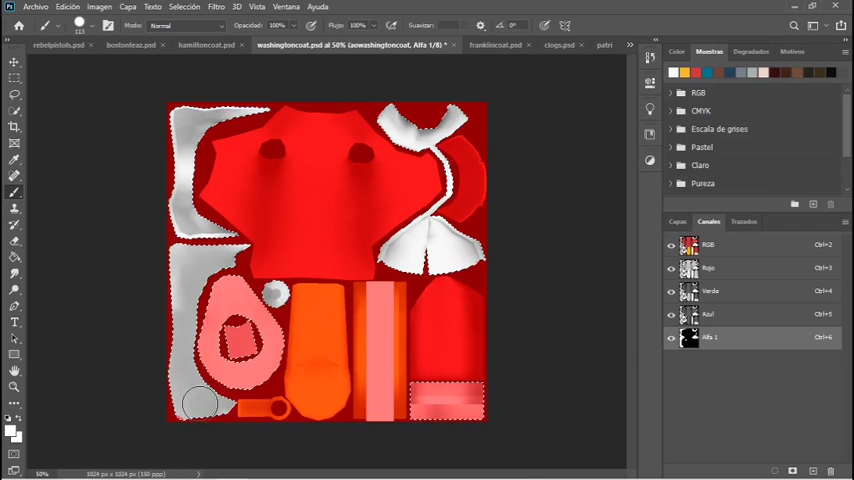 Ps Archivo Edición Imagen Capa Texto Selección Filtro 3D Vista Ventana Ayuda
113 Modo: Normal Opacidad: 100% Flujo: 100% Suavizar: 0°
rebelpistols.psd × bostonteaz.psd × hamiltoncoat.psd × washingtoncoat.psd al 50% (aowashingtoncoat, Alfa 1/8) * × franklincoat.psd × clogs.psd × patri
Color Muestras Degradados Motivos
RGB
CMYK
Escala de grises
Pastel
Claro
Pureza
Capas Canales Trazados
RGB Ctrl+2
Rojo Ctrl+3
Verde Ctrl+4
Azul Ctrl+5
Alfa 1 Ctrl+6
50% 1024 px x 1024 px (150 ppp)